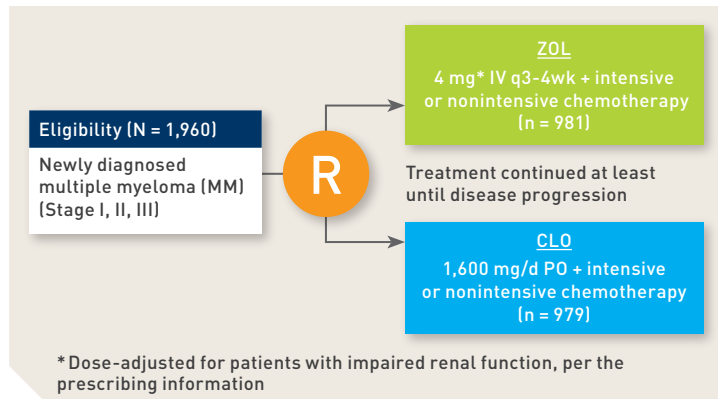 Eligibility (N = 1,960)
Newly diagnosed
multiple myeloma (MM)
(Stage I, II, III)
R
ZOL
4 mg* IV q3-4wk + intensive
or nonintensive chemotherapy
(n = 981)
Treatment continued at least
until disease progression
CLO
1,600 mg/d PO + intensive
or nonintensive chemotherapy
(n = 979)
*Dose-adjusted for patients with impaired renal function, per the
prescribing information